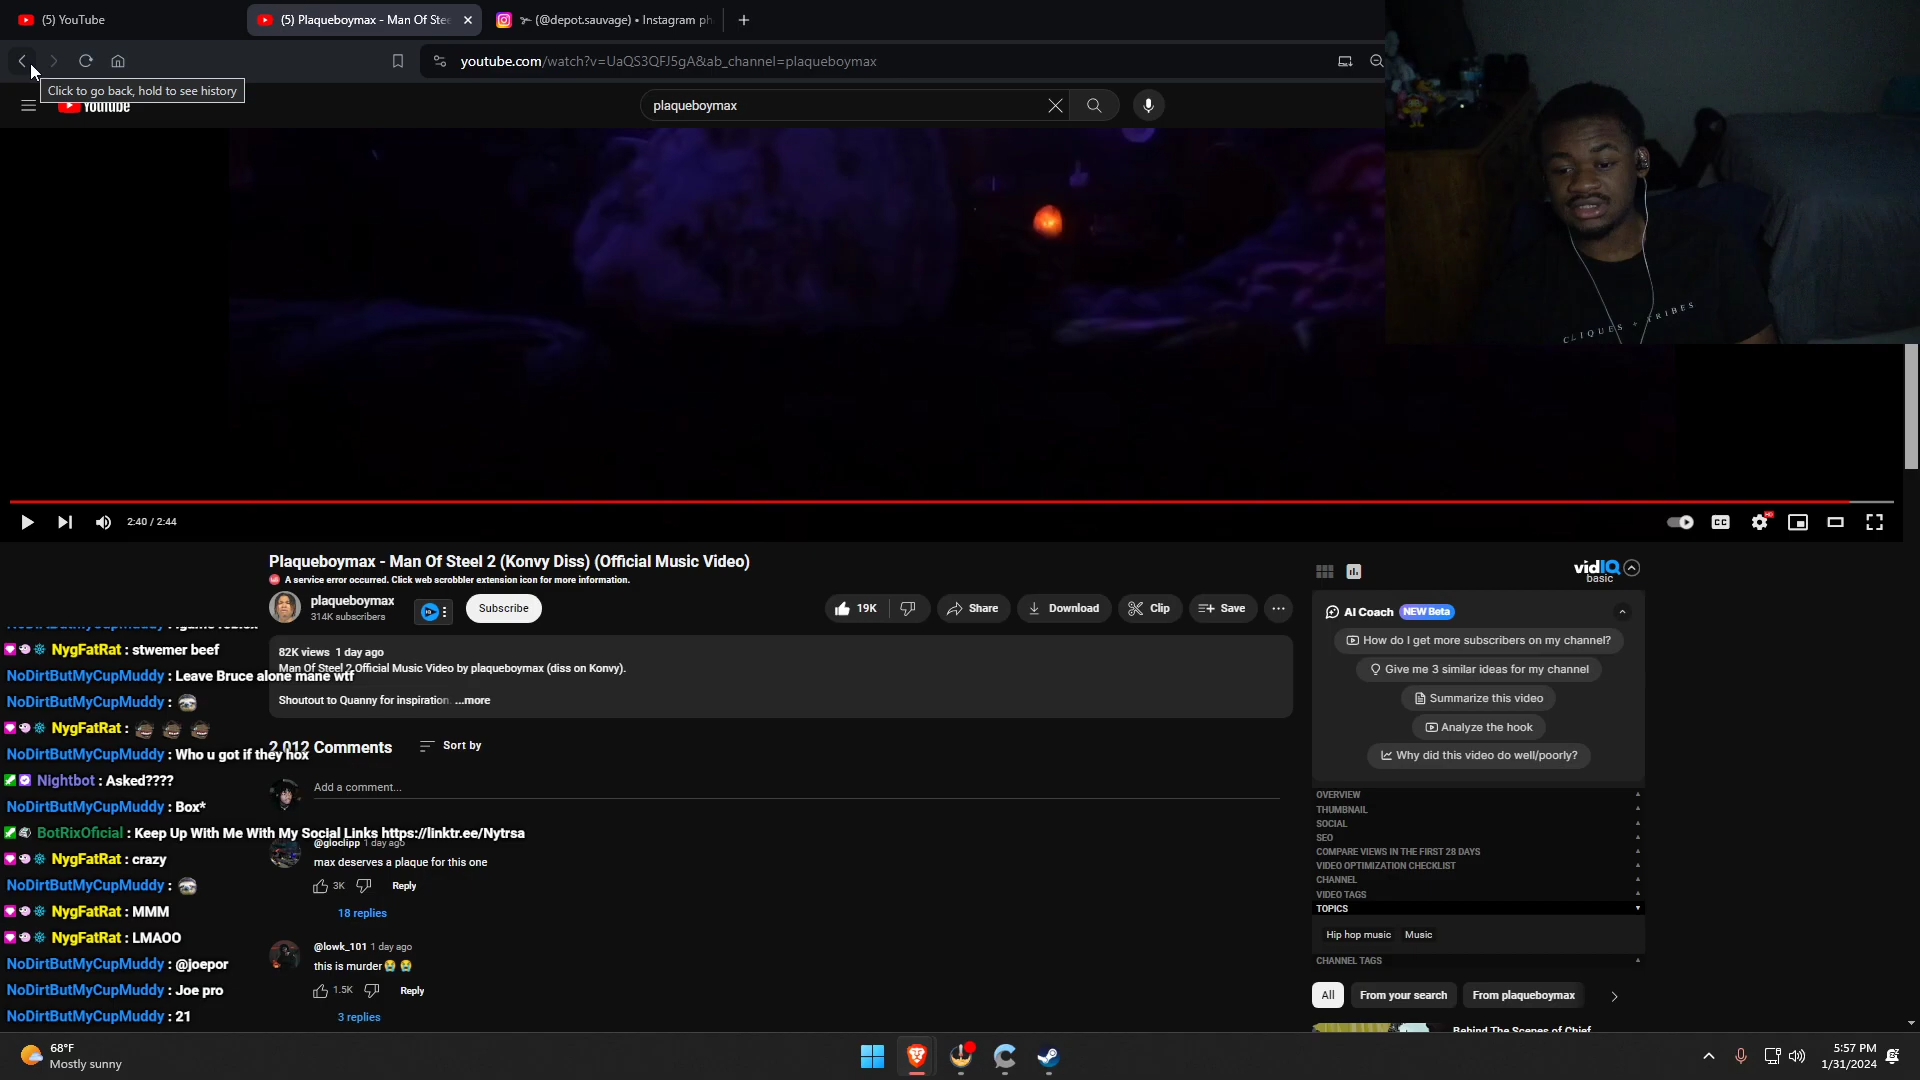 (5) YouTube
(5) Plaqueboymax - Man Of Stee
(@depot.sauvage) • Instagram ph
youtube.com/watch?v=UaQS3QFJ5gA&ab_channel=plaqueboymax
Click to go back, hold to see history
YouTube
plaqueboymax
CLIQUES + TRIBES
2:40 / 2:44
Plaqueboymax - Man Of Steel 2 (Konvy Diss) (Official Music Video)
A service error occurred. Click web scrobbler extension icon for more information.
plaqueboymax
314K subscribers
Subscribe
19K
Share
Download
Clip
Save
82K views 1 day ago
Man Of Steel 2 Official Music Video by plaqueboymax (diss on Konvy).
Shoutout to Quanny for inspiration. ...more
2,012 Comments
Sort by
Add a comment...
@gloclipp 1 day ago
max deserves a plaque for this one
3K
Reply
18 replies
@lowk_101 1 day ago
this is murder😭😭
1.5K
Reply
3 replies
NygFatRat : stwemer beef
NoDirtButMyCupMuddy : Leave Bruce alone mane wtf
NoDirtButMyCupMuddy :
NygFatRat :
NoDirtButMyCupMuddy : Who u got if they hox
Nightbot : Asked????
NoDirtButMyCupMuddy : Box*
BotRixOficial : Keep Up With Me With My Social Links https://linktr.ee/Nytrsa
NygFatRat : crazy
NoDirtButMyCupMuddy :
NygFatRat : MMM
NygFatRat : LMAOO
NoDirtButMyCupMuddy : @joepor
NoDirtButMyCupMuddy : Joe pro
NoDirtButMyCupMuddy : 21
vidIQ
basic
AI Coach NEW Beta
How do I get more subscribers on my channel?
Give me 3 similar ideas for my channel
Summarize this video
Analyze the hook
Why did this video do well/poorly?
OVERVIEW
THUMBNAIL
SOCIAL
SEO
COMPARE VIEWS IN THE FIRST 28 DAYS
VIDEO OPTIMIZATION CHECKLIST
CHANNEL
VIDEO TAGS
TOPICS
Hip hop music Music
CHANNEL TAGS
All
From your search
From plaqueboymax
Behind The Scenes of Chief
68°F
Mostly sunny
5:57 PM
1/31/2024